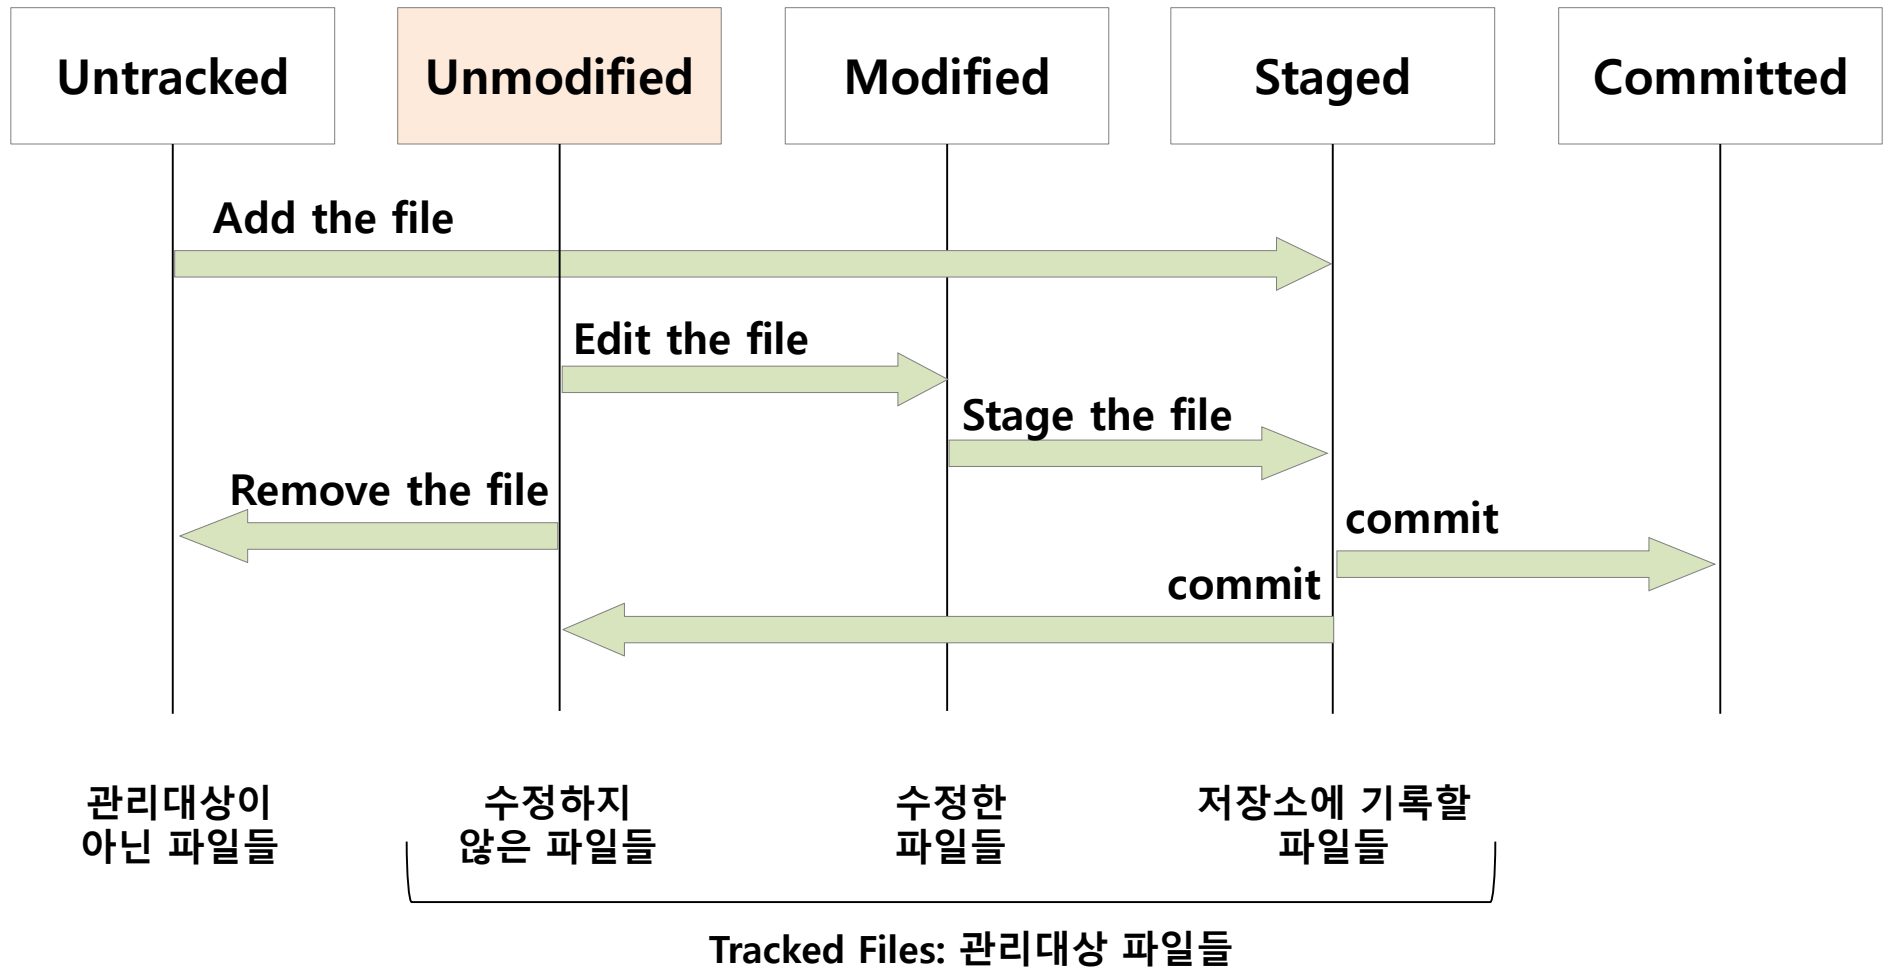 Untracked
Unmodified
Modified
Staged
Committed
Add the file
Edit the file
Stage the file
Remove the file
commit
commit
관리대상이
아닌 파일들
수정하지
않은 파일들
수정한
파일들
저장소에 기록할
파일들
Tracked Files: 관리대상 파일들